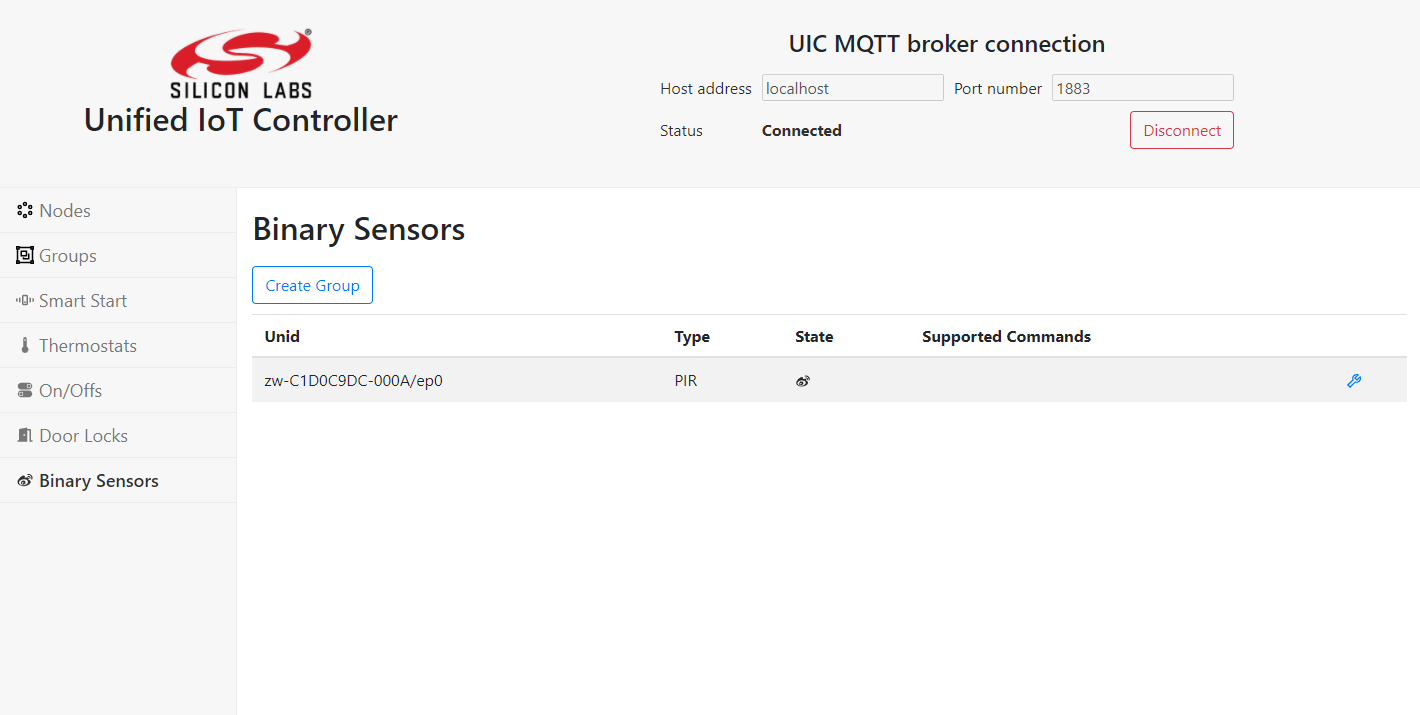 SILICON LABS
Unified IoT Controller
UIC MQTT broker connection
Host address localhost Port number 1883
Status Connected Disconnect
Nodes
Groups
Smart Start
Thermostats
On/Offs
Door Locks
Binary Sensors
Binary Sensors
Create Group
Unid Type State Supported Commands
zw-C1D0C9DC-000A/ep0 PIR